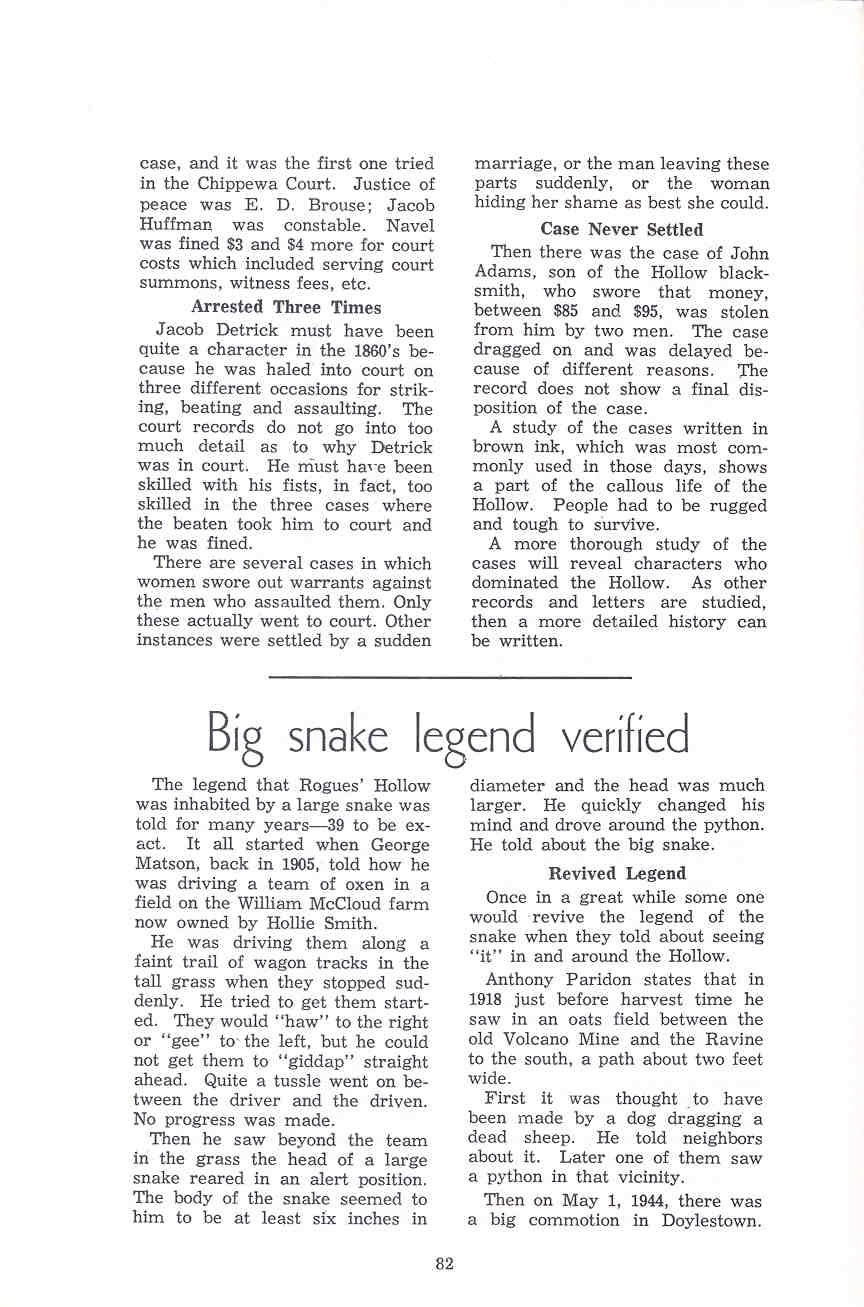 case, and it was the first one tried
in the Chippewa Court. Justice of
peace was E. D. Brouse; Jacob
Huffman was constable. Navel
was fined $3 and $4 more for court
costs which included serving court
summons, witness fees, etc.
Arrested Three Times
Jacob Detrick must have been
quite a character in the 1860's be-
cause he was haled into court on
three different occasions for strik-
ing, beating and assaulting. The
court records do not go into too
much detail as to why Detrick
was in court. He must have been
skilled with his fists, in fact, too
skilled in the three cases where
the beaten took him to court and
he was fined.
There are several cases in which
women swore out warrants against
the men who assaulted them. Only
these actually went to court. Other
instances were settled by a sudden
marriage, or the man leaving these
parts suddenly, or the woman
hiding her shame as best she could.
Case Never Settled
Then there was the case of John
Adams, son of the Hollow black-
smith, who swore that money,
between $85 and $95, was stolen
from him by two men. The case
dragged on and was delayed be-
cause of different reasons. The
record does not show a final dis-
position of the case.
A study of the cases written in
brown ink, which was most com-
monly used in those days, shows
a part of the callous life of the
Hollow. People had to be rugged
and tough to survive.
A more thorough study of the
cases will reveal characters who
dominated the Hollow. As other
records and letters are studied,
then a more detailed history can
be written.
Big snake legend verified
The legend that Rogues' Hollow
was inhabited by a large snake was
told for many years—39 to be ex-
act. It all started when George
Matson, back in 1905, told how he
was driving a team of oxen in a
field on the William McCloud farm
now owned by Hollie Smith.
He was driving them along a
faint trail of wagon tracks in the
tall grass when they stopped sud-
denly. He tried to get them start-
ed. They would "haw" to the right
or "gee" to the left, but he could
not get them to "giddap" straight
ahead. Quite a tussle went on be-
tween the driver and the driven.
No progress was made.
Then he saw beyond the team
in the grass the head of a large
snake reared in an alert position.
The body of the snake seemed to
him to be at least six inches in
diameter and the head was much
larger. He quickly changed his
mind and drove around the python.
He told about the big snake.
Revived Legend
Once in a great while some one
would revive the legend of the
snake when they told about seeing
"it" in and around the Hollow.
Anthony Paridon states that in
1918 just before harvest time he
saw in an oats field between the
old Volcano Mine and the Ravine
to the south, a path about two feet
wide.
First it was thought to have
been made by a dog dragging a
dead sheep. He told neighbors
about it. Later one of them saw
a python in that vicinity.
Then on May 1, 1944, there was
a big commotion in Doylestown.
82